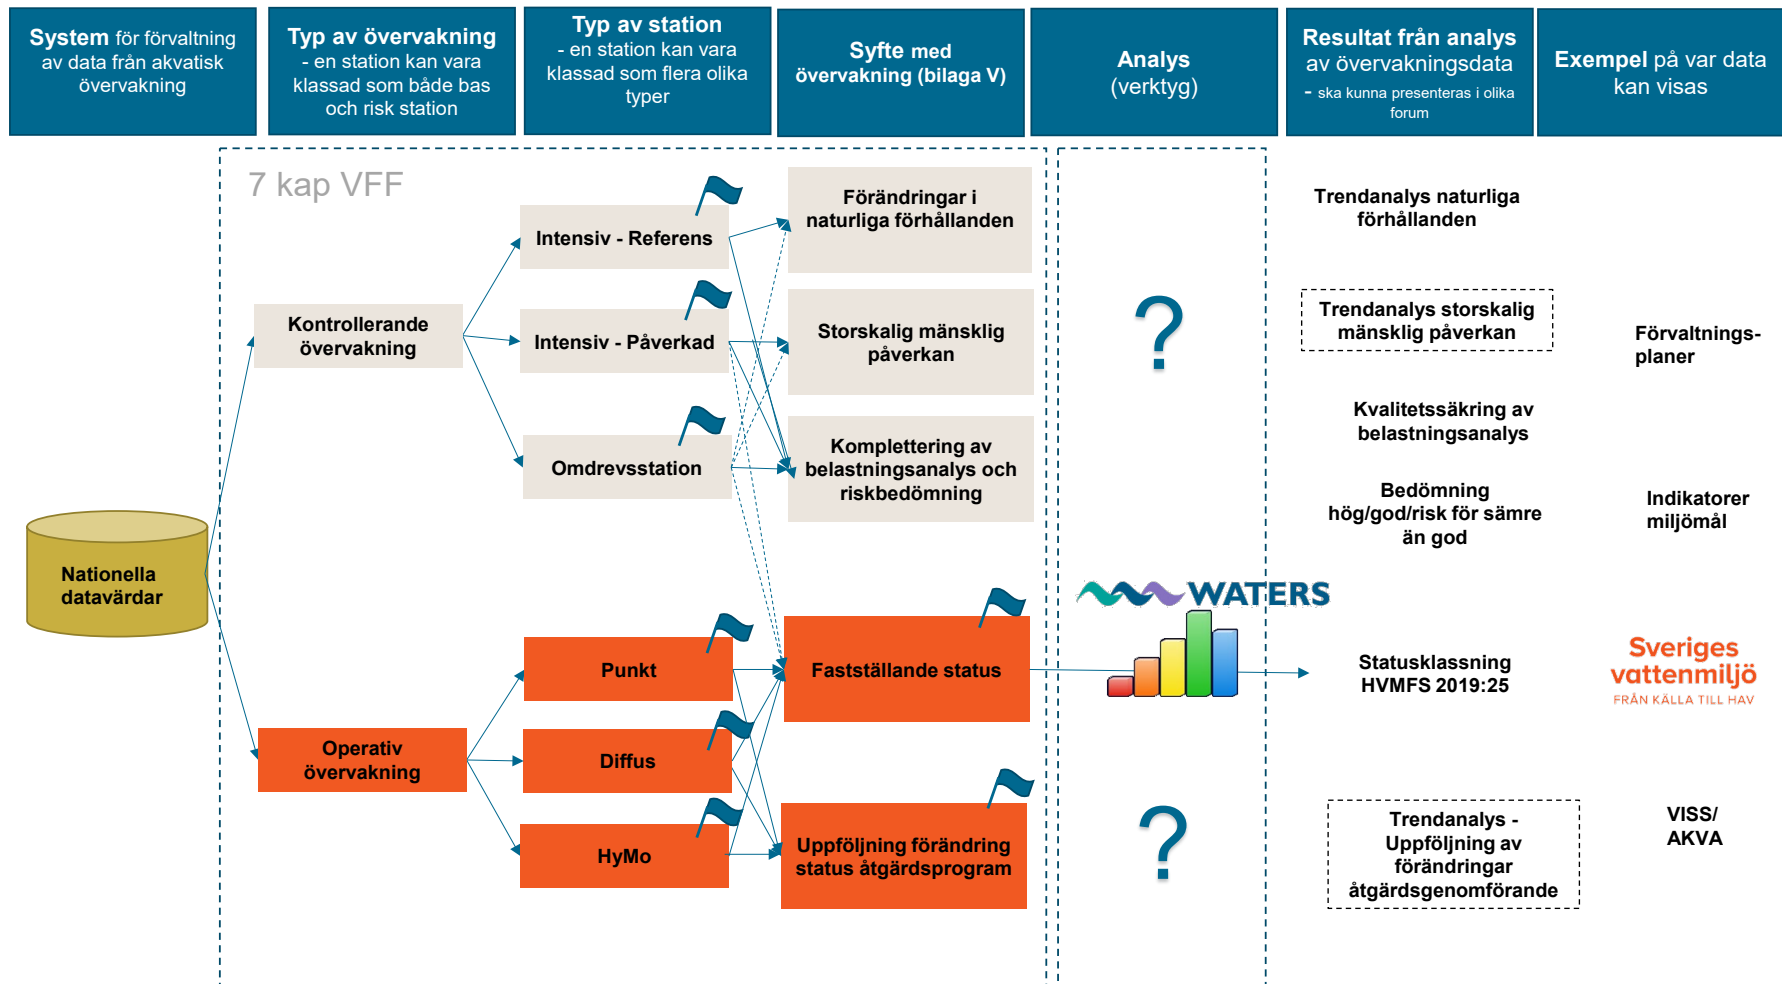 System för förvaltning
av data från akvatisk
övervakning
Typ av övervakning
- en station kan vara
klassad som både bas
och risk station
Typ av station
- en station kan vara
klassad som flera olika
typer
Syfte med
övervakning (bilaga V)
Analys
(verktyg)
Resultat från analys
av övervakningsdata
- ska kunna presenteras i olika
forum
Exempel på var data
kan visas
7 kap VFF
Nationella
datavärdar
Kontrollerande
övervakning
Operativ
övervakning
Intensiv - Referens
Intensiv - Påverkad
Omdrevsstation
Punkt
Diffus
HyMo
Förändringar i
naturliga förhållanden
Storskalig mänsklig
påverkan
Komplettering av
belastningsanalys och
riskbedömning
Fastställande status
Uppföljning förändring
status åtgärdsprogram
?
WATERS
?
Trendanalys naturliga
förhållanden
Trendanalys storskalig
mänsklig påverkan
Kvalitetssäkring av
belastningsanalys
Bedömning
hög/god/risk för sämre
än god
Statusklassning
HVMFS 2019:25
Trendanalys -
Uppföljning av
förändringar
åtgärdsgenomförande
Förvaltnings-
planer
Indikatorer
miljömål
Sveriges
vattenmiljö
FRÅN KÄLLA TILL HAV
VISS/
AKVA